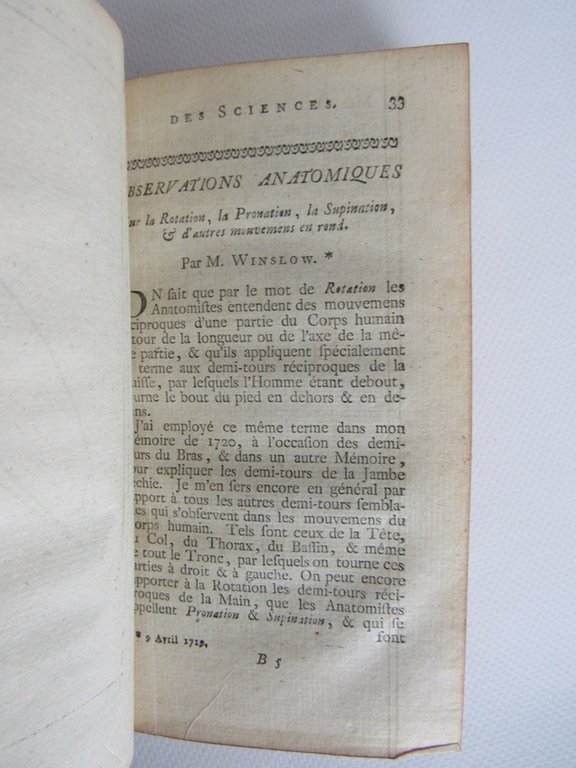 DES SCIENCES. 33
BSERVATIONS ANATOMIQUES
ur la Rotation, la Pronation, la Supination,
& d'autres mouvemens en rond.
Par M. WINSLOW. *
ON sait que par le mot de Rotation les
Anatomistes entendent des mouvemens
ciproques d'une partie du Corps humain
tour de la longueur ou de l'axe de la mê-
e partie, & qu'ils appliquent spécialement
terme aux demi-tours réciproques de la
uisse, par lesquels l'Homme étant debout,
urne le bout du pied en dehors & en de-
ns.
J'ai employé ce même terme dans mon
émoire de 1720, à l'occasion des demi-
urs du Bras, & dans un autre Mémoire,
our expliquer les demi-tours de la Jambe
échie. Je m'en sers encore en général par
pport à tous les autres demi-tours sembla-
es qui s'observent dans les mouvemens du
orps humain. Tels sont ceux de la Tête,
u Col, du Thorax, du Bassin, & même
e tout le Tronc, par lesquels on tourne ces
arties à droit & à gauche. On peut encore
apporter à la Rotation les demi-tours réci-
roques de la Main, que les Anatomistes
ppellent Pronation & Supination, & qui se
sont
* 9 Avril 1729.
B 5